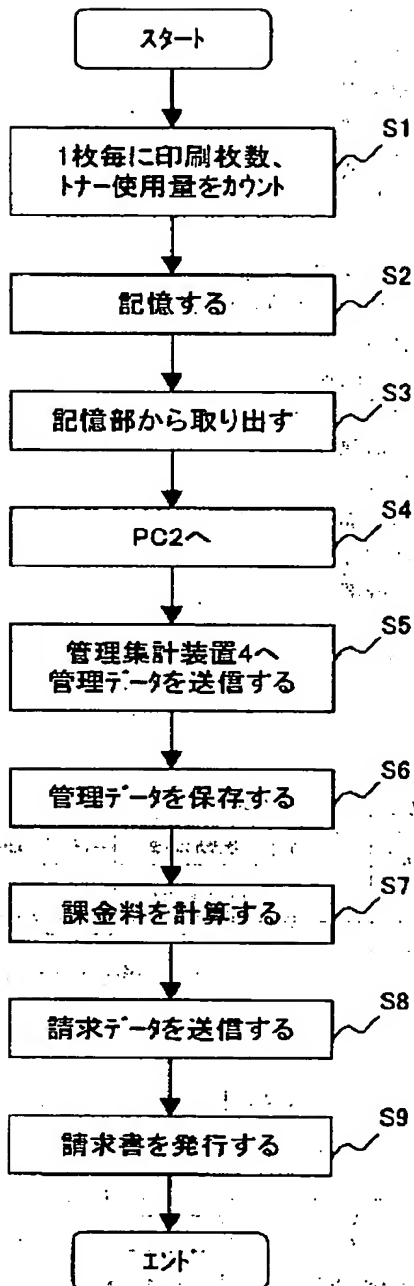 スタート
S1
1枚毎に印刷枚数、
トナー使用量をカウント
S2
記憶する
S3
記憶部から取り出す
S4
PC2へ
S5
管理集計装置4へ
管理データを送信する
S6
管理データを保存する
S7
課金料を計算する
S8
請求データを送信する
S9
請求書を発行する
エンド